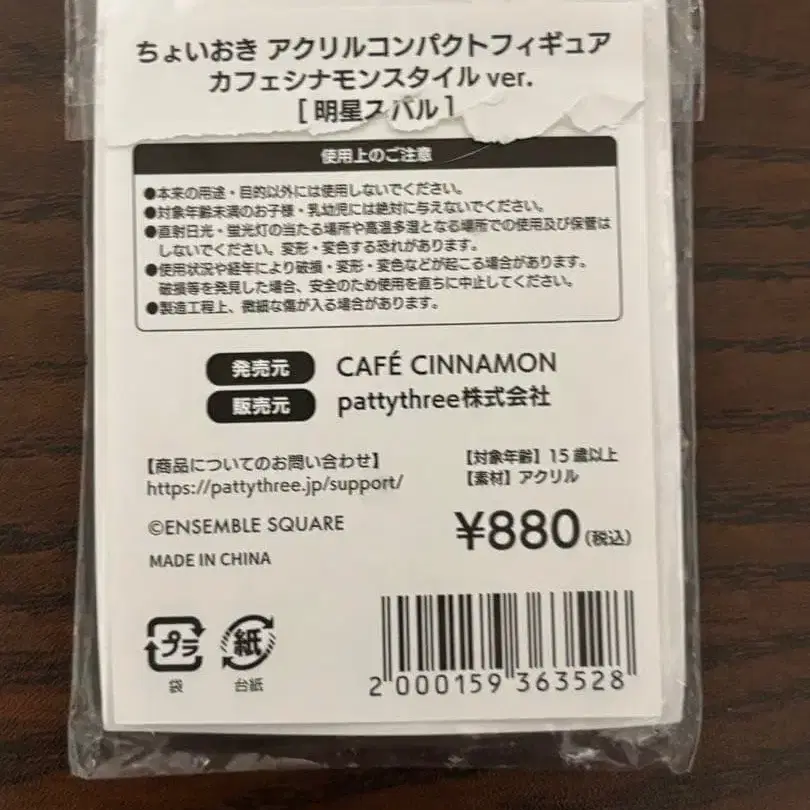 ちょいおき アクリルコンパクトフィギュア
カフェシナモンスタイル ver.
[ 明星スバル ]
使用上のご注意
●本来の用途・目的以外には使用しないでください。
●対象年齢未満のお子様・乳幼児には絶対に与えないでください。
●直射日光・蛍光灯の当たる場所や高温多湿となる場所での使用及び保管は
しないでください。変形・変色する恐れがあります。
●使用状況や経年により破損・変形・変色などが起こる場合があります。
破損等を発見した場合、安全のため使用を直ちに中止してください。
●製造工程上、微細な傷が入る場合があります。
発売元 CAFÉ CINNAMON
販売元 pattythree株式会社
【商品についてのお問い合わせ】
https://pattythree.jp/support/
【対象年齢】15歳以上
【素材】アクリル
©ENSEMBLE SQUARE
MADE IN CHINA
¥880(税込)
プラ
袋
紙
台紙
2 000159 363528